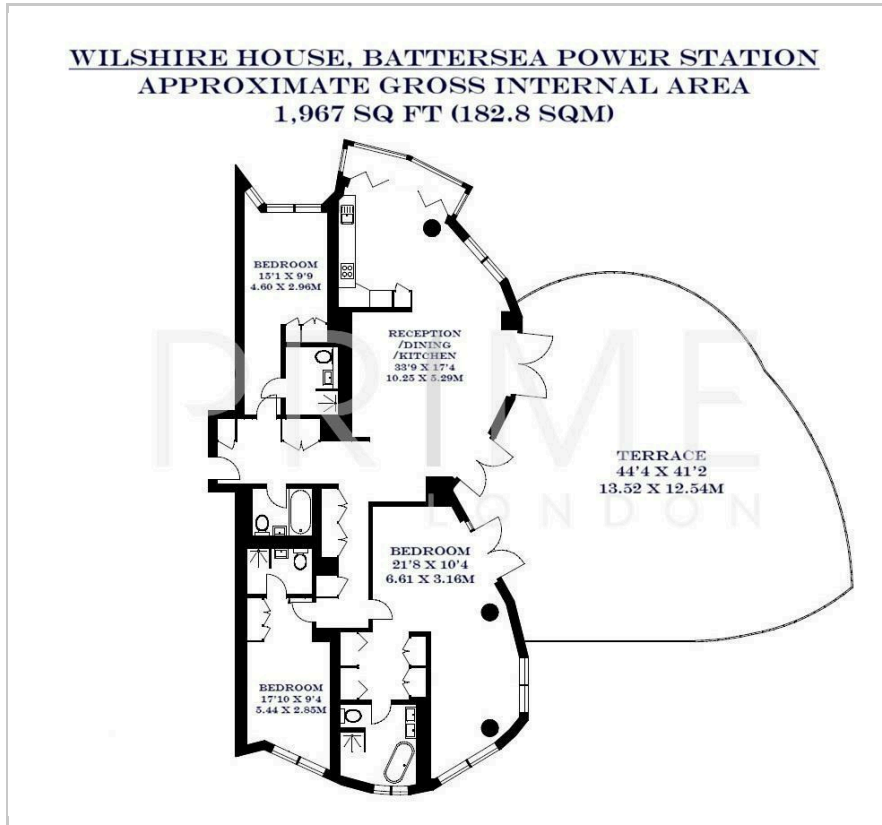 WILSHIRE HOUSE, BATTERSEA POWER STATION
APPROXIMATE GROSS INTERNAL AREA
1,967 SQ FT (182.8 SQM)
BEDROOM
15'1 X 9'9
4.60 X 2.96M
RECEPTION
/DINING
/KITCHEN
33'9 X 17'4
10.25 X 5.29M
PRIME
LONDON
TERRACE
44'4 X 41'2
13.52 X 12.54M
BEDROOM
21'8 X 10'4
6.61 X 3.16M
BEDROOM
17'10 X 9'4
5.44 X 2.85M